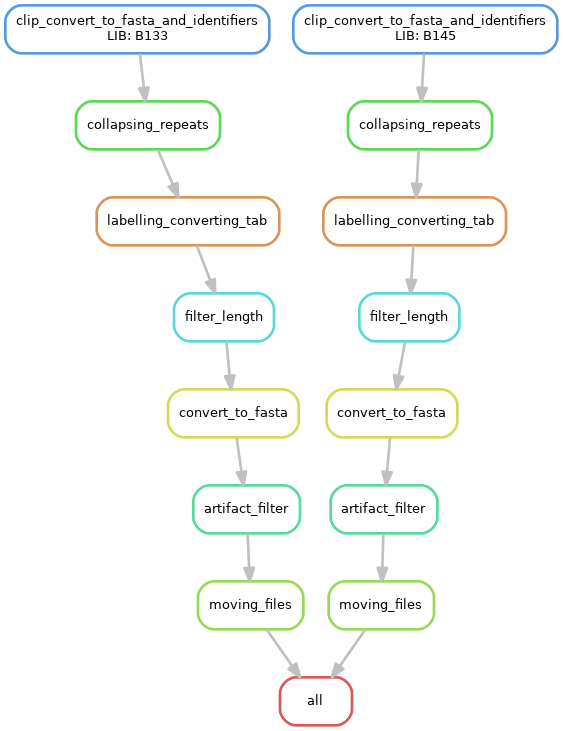 clip_convert_to_fasta_and_identifiers
LIB: B133
clip_convert_to_fasta_and_identifiers
LIB: B145
collapsing_repeats
collapsing_repeats
labelling_converting_tab
labelling_converting_tab
filter_length
filter_length
convert_to_fasta
convert_to_fasta
artifact_filter
artifact_filter
moving_files
moving_files
all